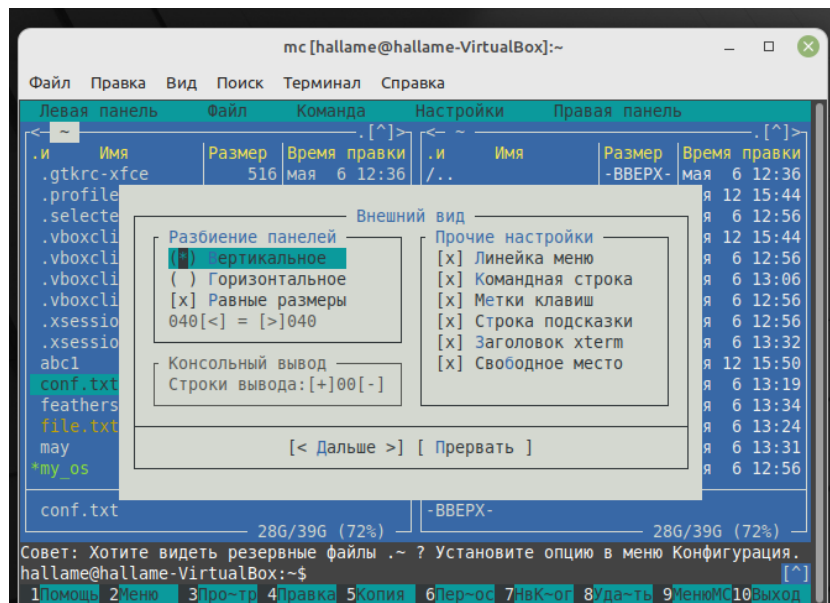 mc [hallame@hallame-VirtualBox]:~
Файл Правка Вид Поиск Терминал Справка
Левая панель Файл Команда Настройки Правая панель
<─ ~ ─.[^]> <─ ~ ─.[^]>
.и Имя Размер Время правки .и Имя Размер Время правки
.gtkrc-xfce 516 мая 6 12:36 /.. -ВВЕРХ- мая 6 12:36
.profile я 12 15:44
.selecte Внешний вид я 6 12:56
.vboxcli Разбиение панелей Прочие настройки я 12 15:44
.vboxcli (*) Вертикальное [x] Линейка меню я 6 12:56
.vboxcli ( ) Горизонтальное [x] Командная строка я 6 13:06
.vboxcli [x] Равные размеры [x] Метки клавиш я 6 12:56
.xsessio 040[<] = [>]040 [x] Строка подсказки я 6 12:56
.xsessio [x] Заголовок xterm я 6 13:32
abc1 Консольный вывод [x] Свободное место я 12 15:50
conf.txt Строки вывода:[+]00[-] я 6 13:19
feathers я 6 13:34
file.txt я 6 13:24
may [< Дальше >] [ Прервать ] я 6 13:31
*my_os я 6 12:56
conf.txt -ВВЕРХ-
28G/39G (72%) 28G/39G (72%)
Совет: Хотите видеть резервные файлы .~ ? Установите опцию в меню Конфигурация.
hallame@hallame-VirtualBox:~$ [^]
1Помощь 2Меню 3Про~тр 4Правка 5Копия 6Пер~ос 7НвК~ог 8Уда~ть 9МенюMC 10Выход